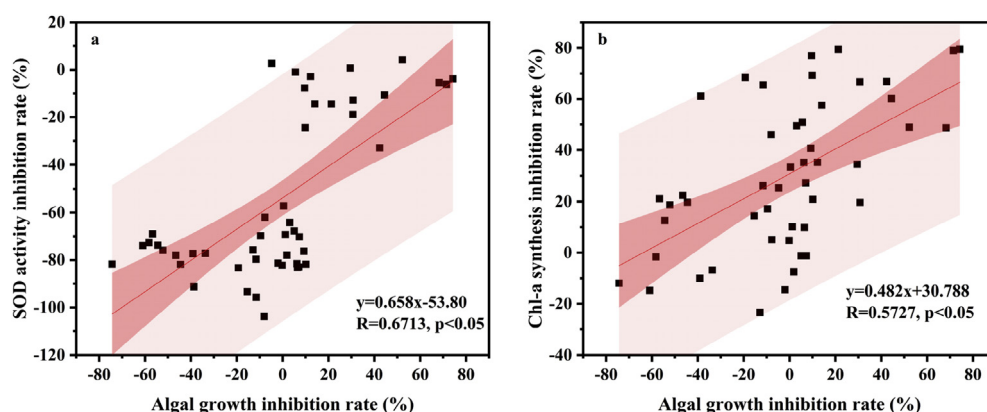 a
SOD activity inhibition rate (%)
20
0
-20
-40
-60
-80
-100
-120
y=0.658x-53.80
R=0.6713, p<0.05
-80 -60 -40 -20 0 20 40 60 80
Algal growth inhibition rate (%)
b
Chl-a synthesis inhibition rate (%)
80
60
40
20
0
-20
-40
y=0.482x+30.788
R=0.5727, p<0.05
-80 -60 -40 -20 0 20 40 60 80
Algal growth inhibition rate (%)